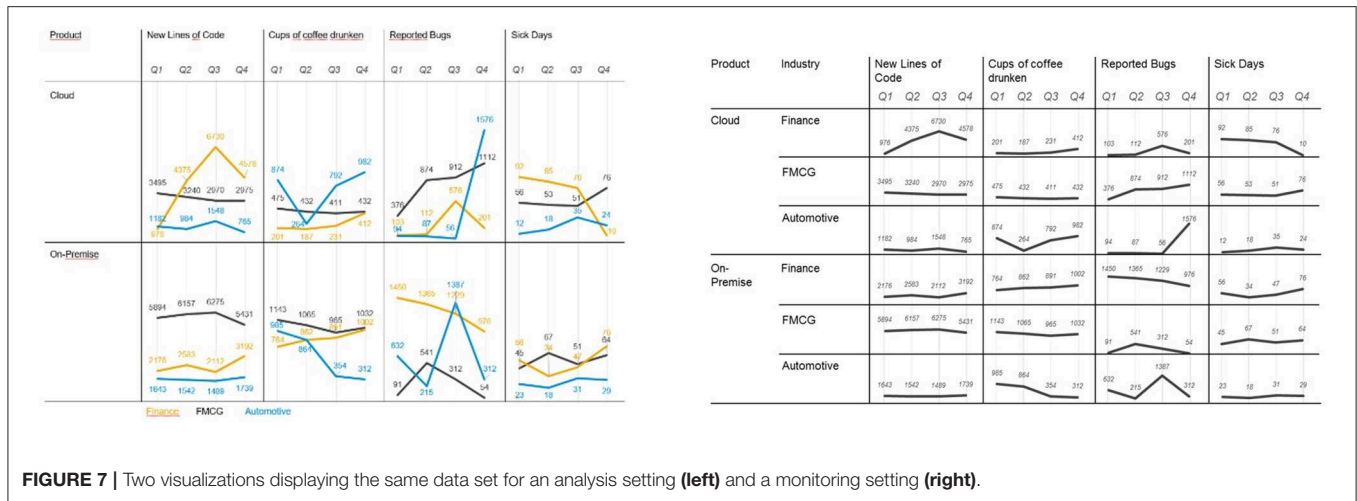 Product New Lines of Code Cups of coffee drunken Reported Bugs Sick Days
Q1 Q2 Q3 Q4 Q1 Q2 Q3 Q4 Q1 Q2 Q3 Q4 Q1 Q2 Q3 Q4
Cloud
6730
4375 4578
3495 3240 2970 2975
1182 984 1548 765
976
874 792 982
475 432 411 432
264 412
201 187 231
1576
874 912 1112
376 576
103 112 201
94 87 56
92 85 76 76
56 53 51
12 18 35 24
10
On-Premise
5894 6157 6275 5431
2176 2583 2112 3192
1643 1542 1489 1739
1143 1065 965 1032
985 862 891 1002
764 864
354 312
1450 1365 1387
1229 976
632 541
312 312
91 215 54
56 67 51 76
45 34 47 64
23 18 31 29
Finance FMCG Automotive
Product Industry New Lines of Code Cups of coffee drunken Reported Bugs Sick Days
Q1 Q2 Q3 Q4 Q1 Q2 Q3 Q4 Q1 Q2 Q3 Q4 Q1 Q2 Q3 Q4
Cloud Finance 976 4375 6730 4578 201 187 231 412 103 112 576 201 92 85 76 10
FMCG 3495 3240 2970 2975 475 432 411 432 376 874 912 1112 56 53 51 76
Automotive 1182 984 1546 765 874 264 792 982 94 87 56 1576 12 18 35 24
On-Premise Finance 2176 2583 2112 3192 764 862 891 1002 1450 1365 1229 976 56 34 47 76
FMCG 5894 6157 6275 5431 1143 1065 965 1032 91 541 312 54 45 67 51 64
Automotive 1643 1542 1489 1739 985 864 354 312 632 215 1387 312 23 18 31 29
FIGURE 7 | Two visualizations displaying the same data set for an analysis setting (left) and a monitoring setting (right).